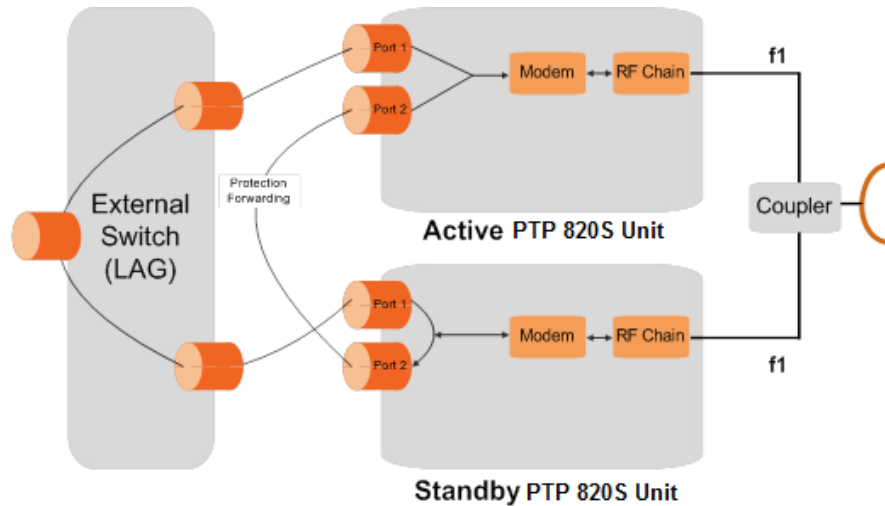 Port 1
Port 2
Modem
RF Chain
f1
Protection
Forwarding
External
Switch
(LAG)
Active PTP 820S Unit
Coupler
Port 1
Port 2
Modem
RF Chain
f1
Standby PTP 820S Unit